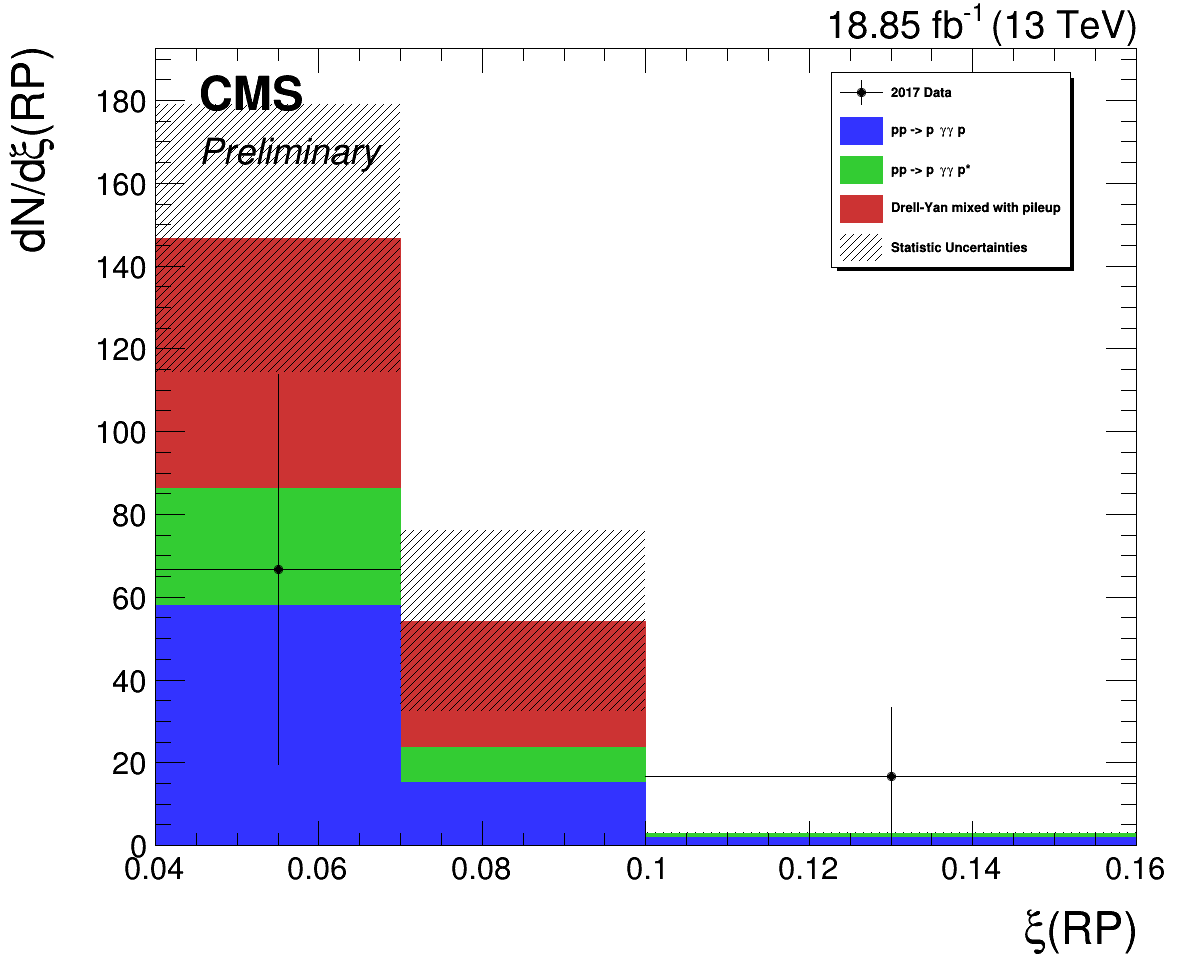 18.85 fb⁻¹ (13 TeV)
dN/dξ(RP)
CMS
Preliminary
2017 Data
pp -> p γγ p
pp -> p γγ p*
Drell-Yan mixed with pileup
Statistic Uncertainties
180
160
140
120
100
80
60
40
20
0
0.04 0.06 0.08 0.1 0.12 0.14 0.16
ξ(RP)